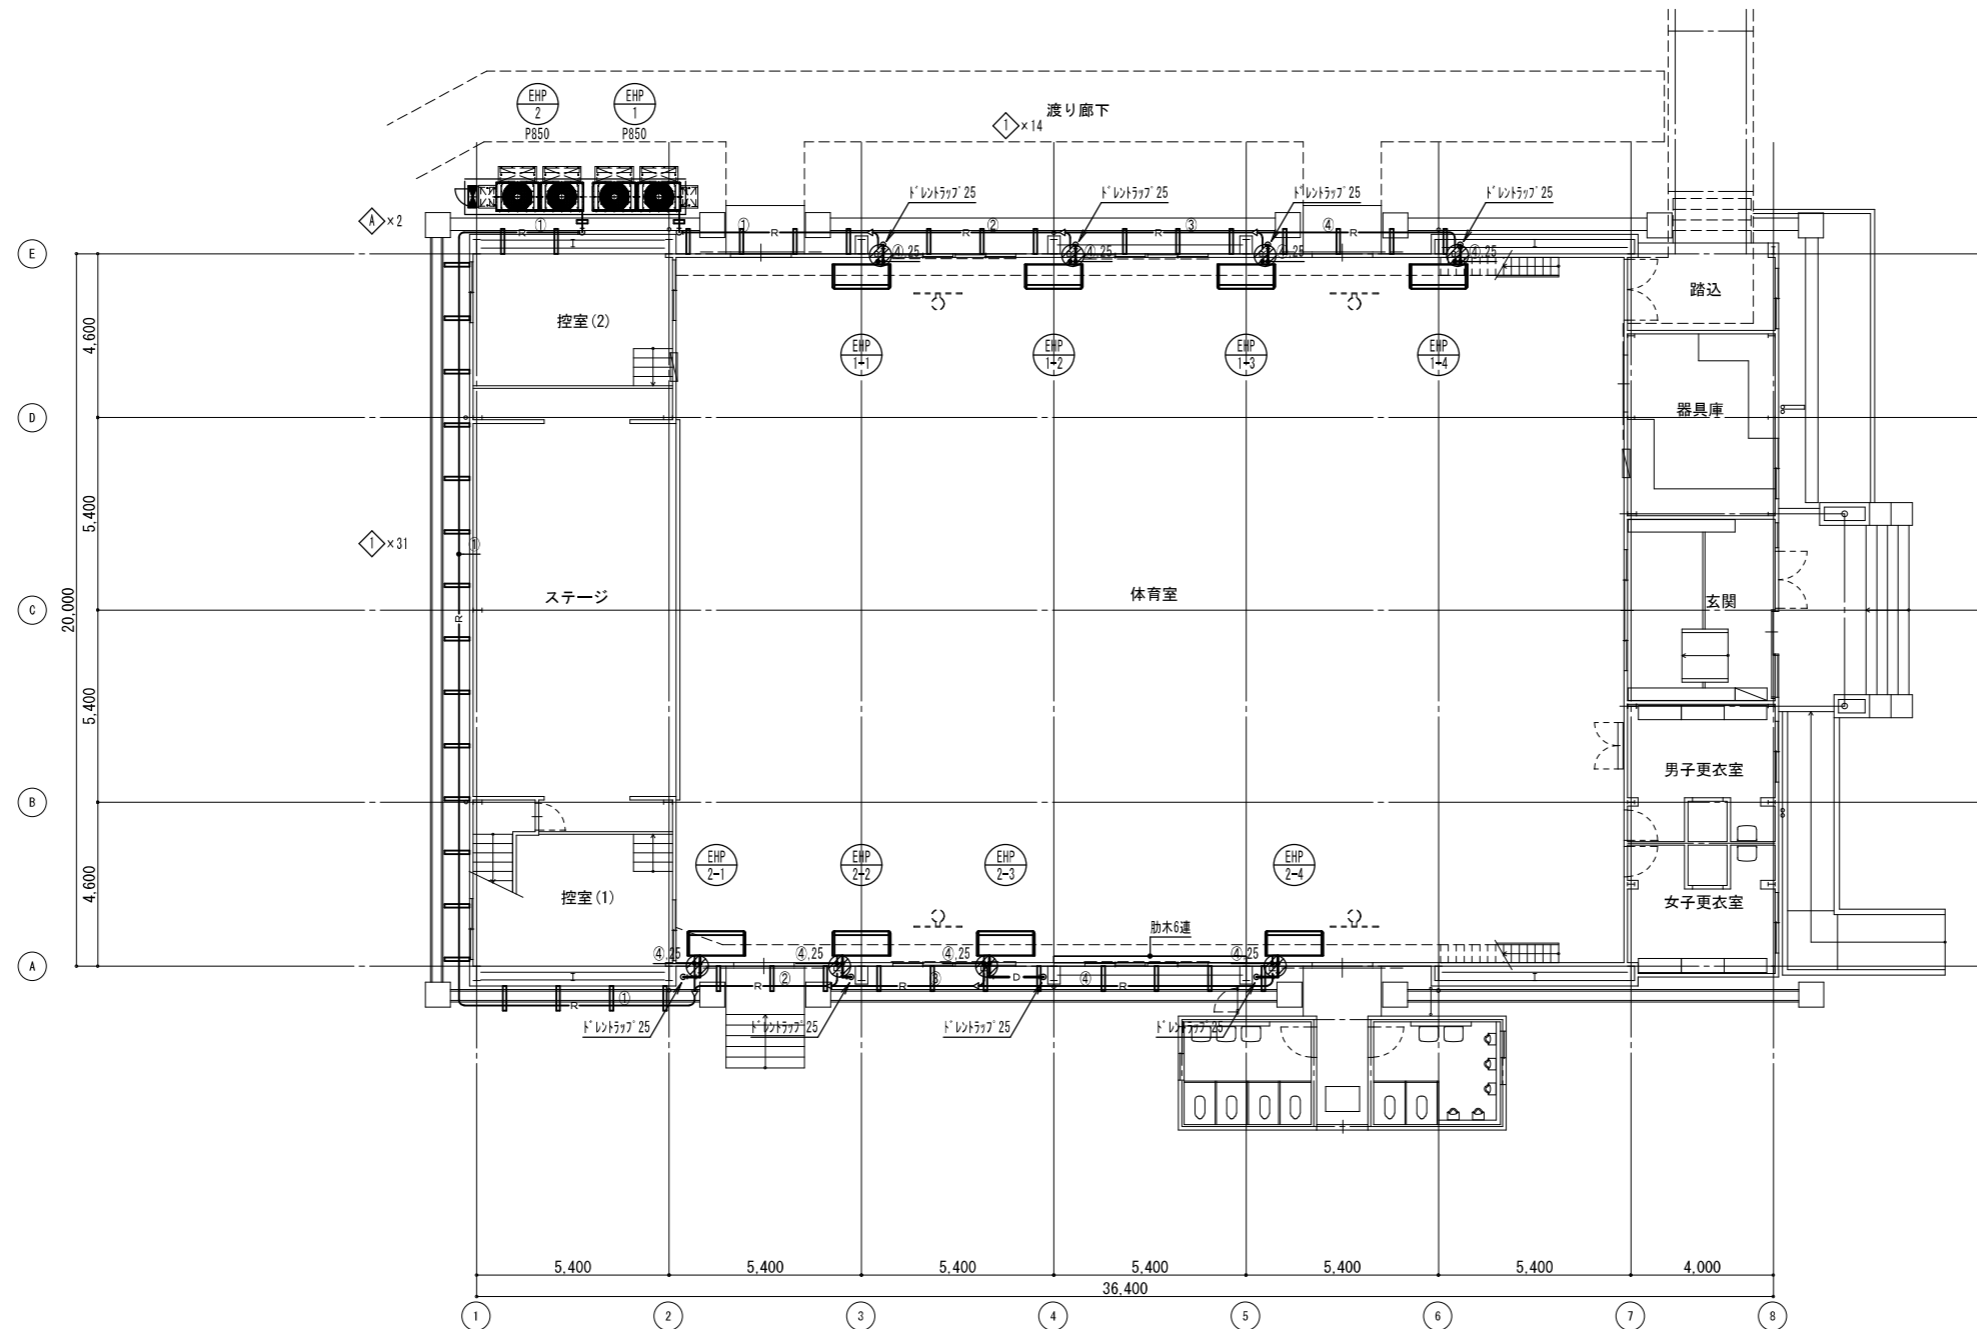 EHP
2
P850
EHP
1
P850
渡り廊下
1 ×14
A ×2
ドレントラップ25
ドレントラップ25
ドレントラップ25
ドレントラップ25
① ① ② ③ ④
R R R R R
④,25
④,25
④,25
④,25
E
I
I
控室(2)
踏込
EHP
1-1
EHP
1-2
EHP
1-3
EHP
1-4
4,600
D
器具庫
5,400
1 ×31
①
C
20,000
R
ステージ
体育室
玄関
5,400
男子更衣室
B
EHP
2-1
EHP
2-2
EHP
2-3
EHP
2-4
4,600
控室(1)
女子更衣室
肋木6連
④,25
④,25
④,25
④,25
A
I
I
R ① R ② R ③ D R ④
ドレントラップ25
ドレントラップ25
ドレントラップ25
ドレントラップ25
5,400
5,400
5,400
5,400
5,400
5,400
4,000
36,400
1
2
3
4
5
6
7
8